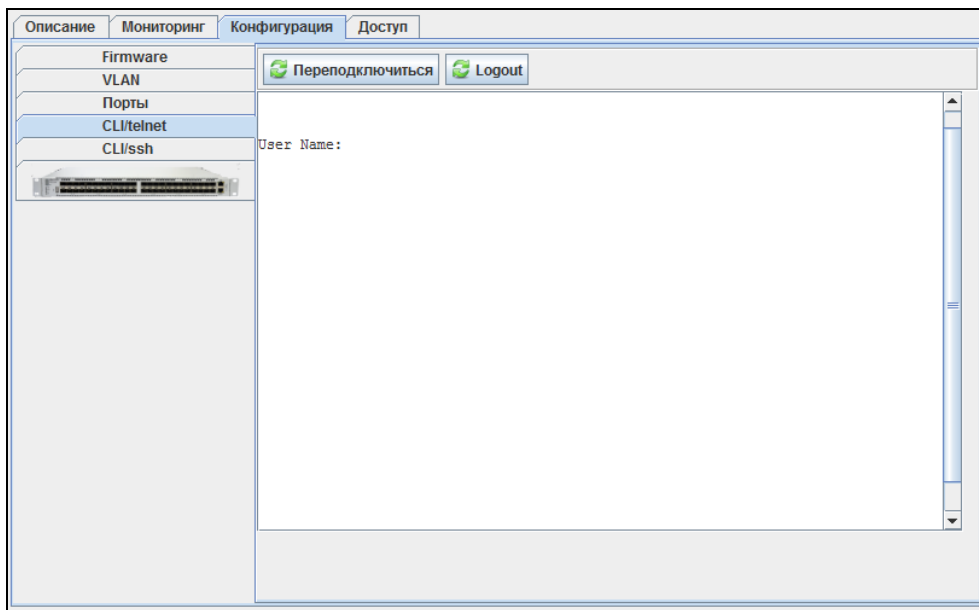 Описание Мониторинг Конфигурация Доступ
Firmware
VLAN
Порты
CLI/telnet
CLI/ssh
Переподключиться Logout
User Name: